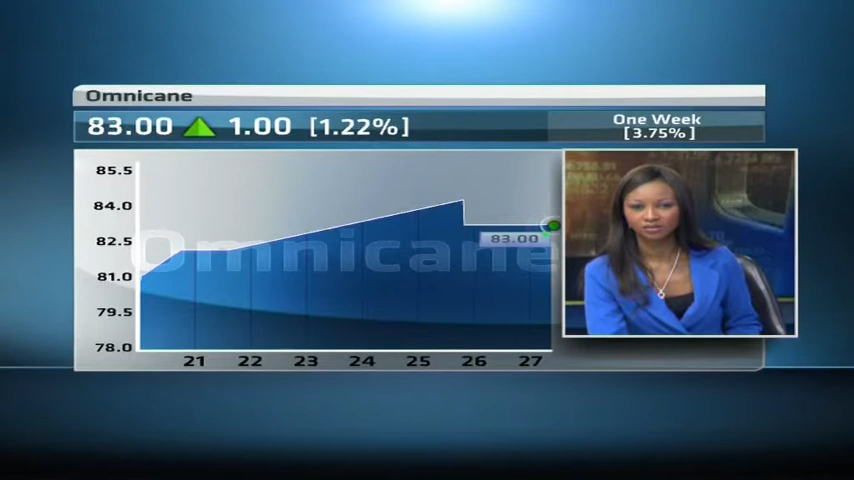 Omnicane
83.00 1.00 [1.22%]
One Week
[3.75%]
85.5
84.0
82.5
81.0
79.5
78.0
Omnicane
83.00
21 22 23 24 25 26 27